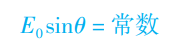 E₀sinθ = 常数